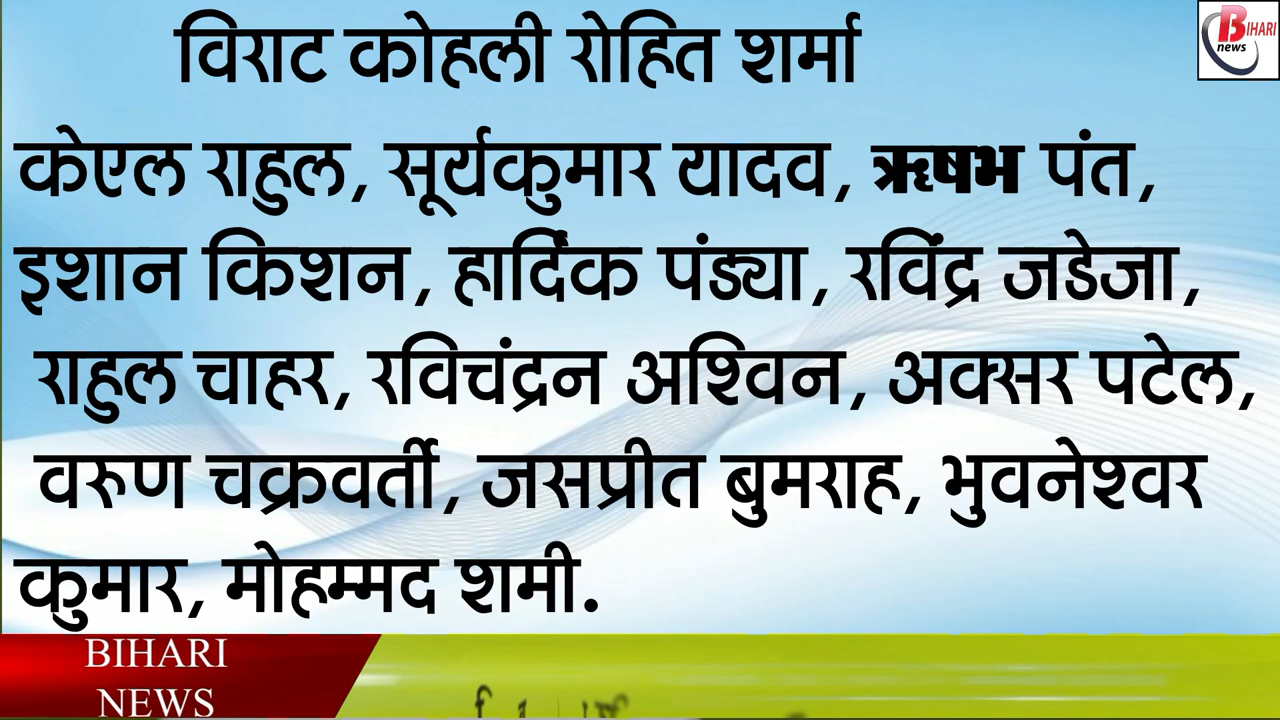 विराट कोहली रोहित शर्मा
केएल राहुल, सूर्यकुमार यादव, ऋषभ पंत,
इशान किशन, हार्दिक पंड्या, रविंद्र जडेजा,
राहुल चाहर, रविचंद्रन अश्विन, अक्सर पटेल,
वरुण चक्रवर्ती, जसप्रीत बुमराह, भुवनेश्वर
कुमार, मोहम्मद शमी.
BIHARI
news
BIHARI
NEWS